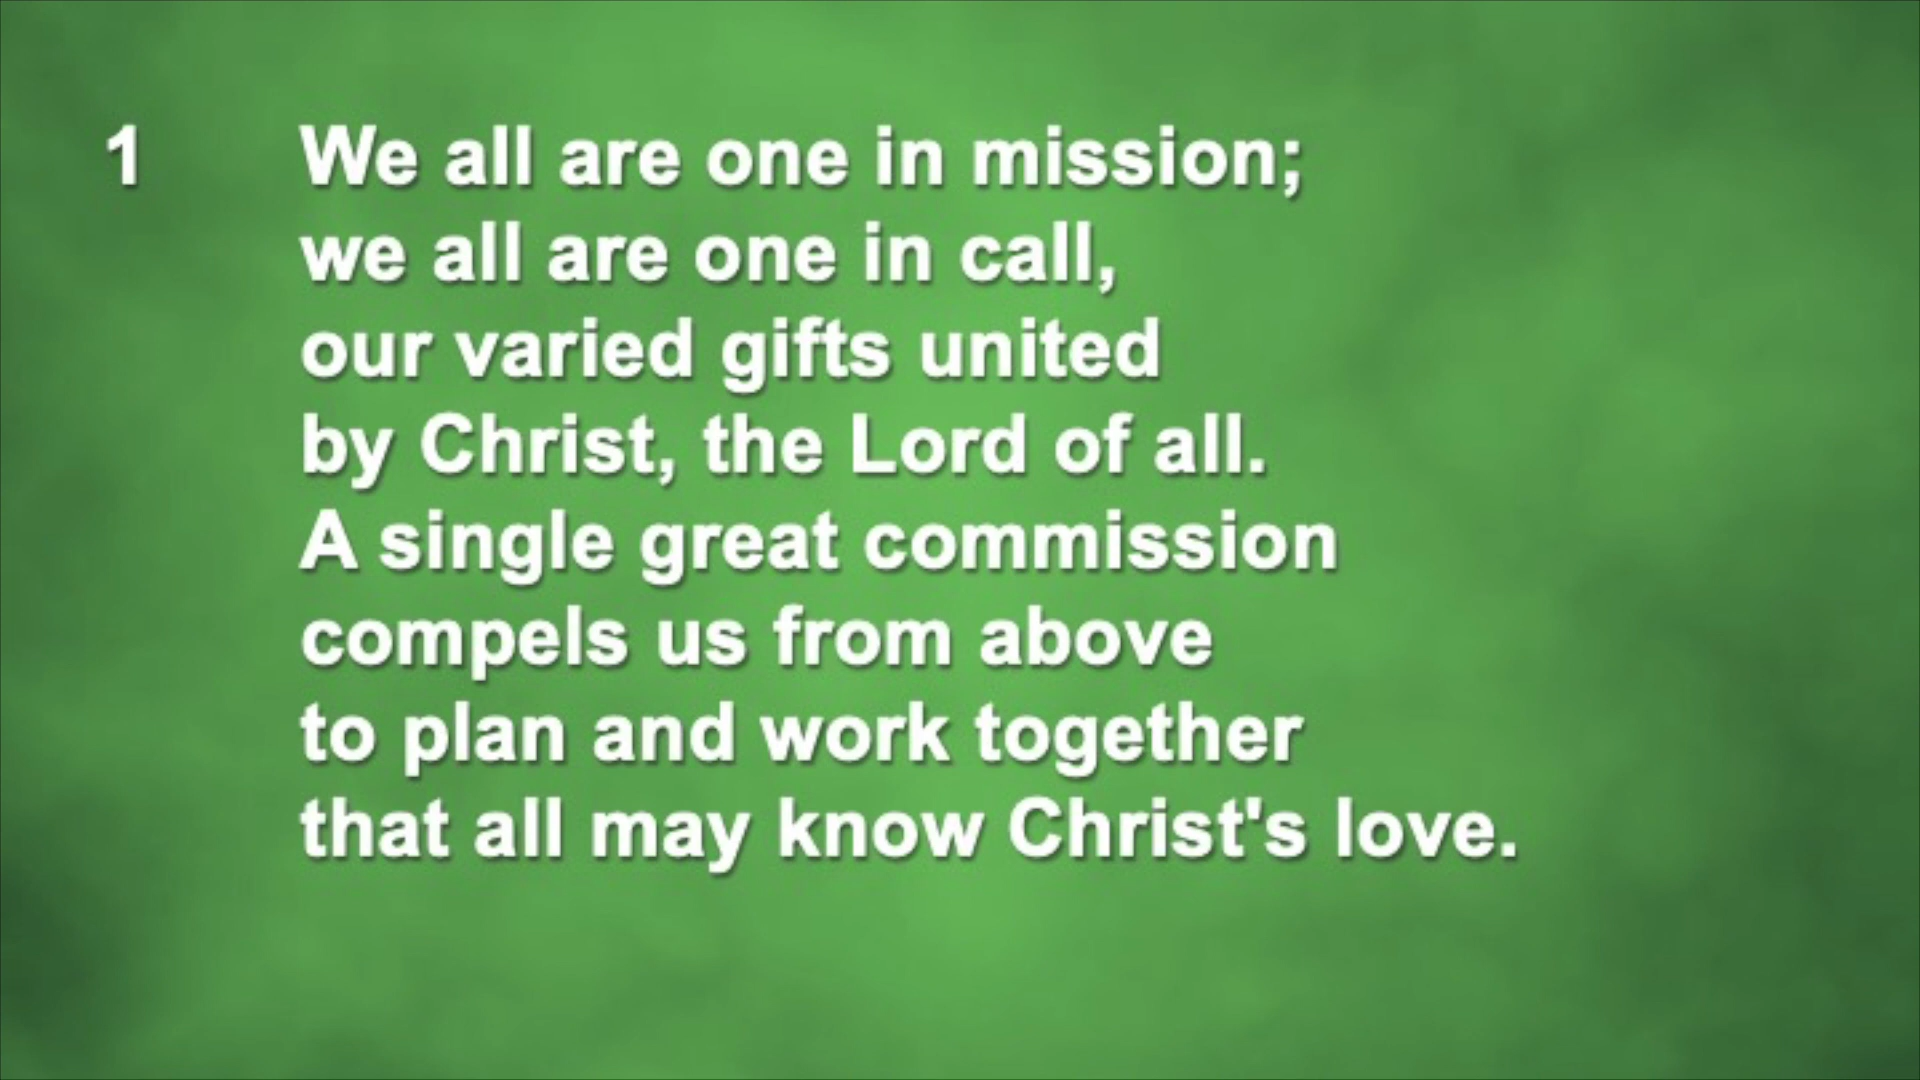 1 We all are one in mission;
we all are one in call,
our varied gifts united
by Christ, the Lord of all.
A single great commission
compels us from above
to plan and work together
that all may know Christ's love.